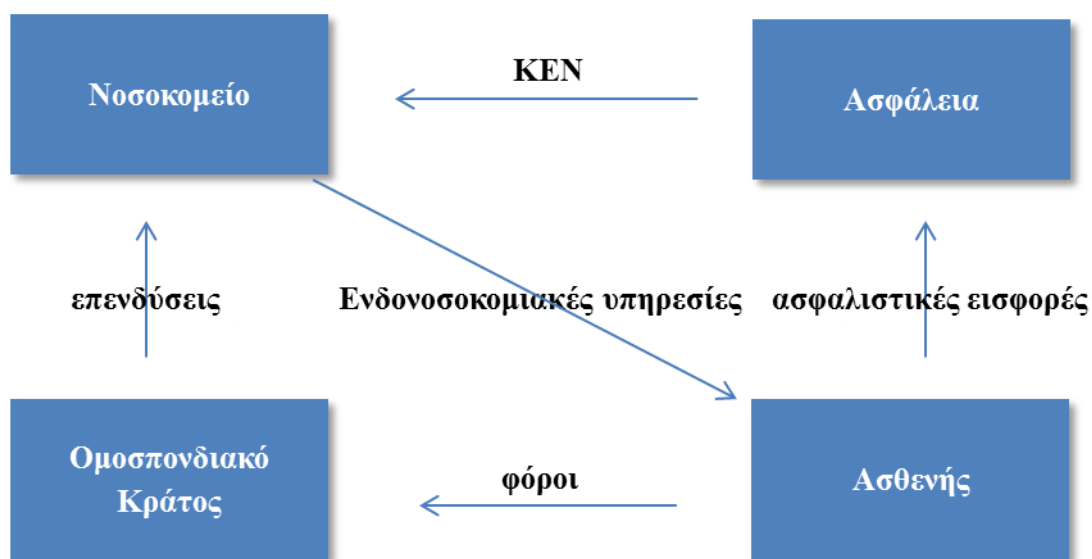 ΚΕΝ
Νοσοκομείο
Ασφάλεια
επενδύσεις
Ενδονοσοκομιακές υπηρεσίες
ασφαλιστικές εισφορές
Ομοσπονδιακό
Κράτος
φόροι
Ασθενής